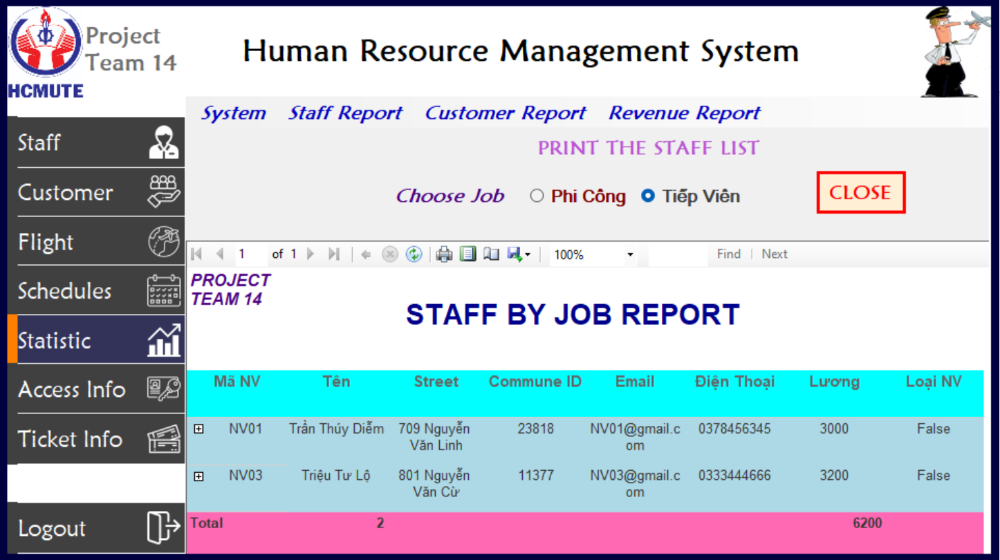 Project
Team 14
HCMUTE
Human Resource Management System
System Staff Report Customer Report Revenue Report
Staff
Customer
Flight
Schedules
Statistic
Access Info
Ticket Info
Logout
PRINT THE STAFF LIST
Choose Job Phi Công Tiếp Viên CLOSE
1 of 1 100% Find | Next
PROJECT
TEAM 14
STAFF BY JOB REPORT
Mã NV Tên Street Commune ID Email Điện Thoại Lương Loại NV
NV01 Trần Thúy Diễm 709 Nguyễn 23818 NV01@gmail.c 0378456345 3000 False
Văn Linh om
NV03 Triệu Tư Lộ 801 Nguyễn 11377 NV03@gmail.c 0333444666 3200 False
Văn Cừ om
Total 2 6200